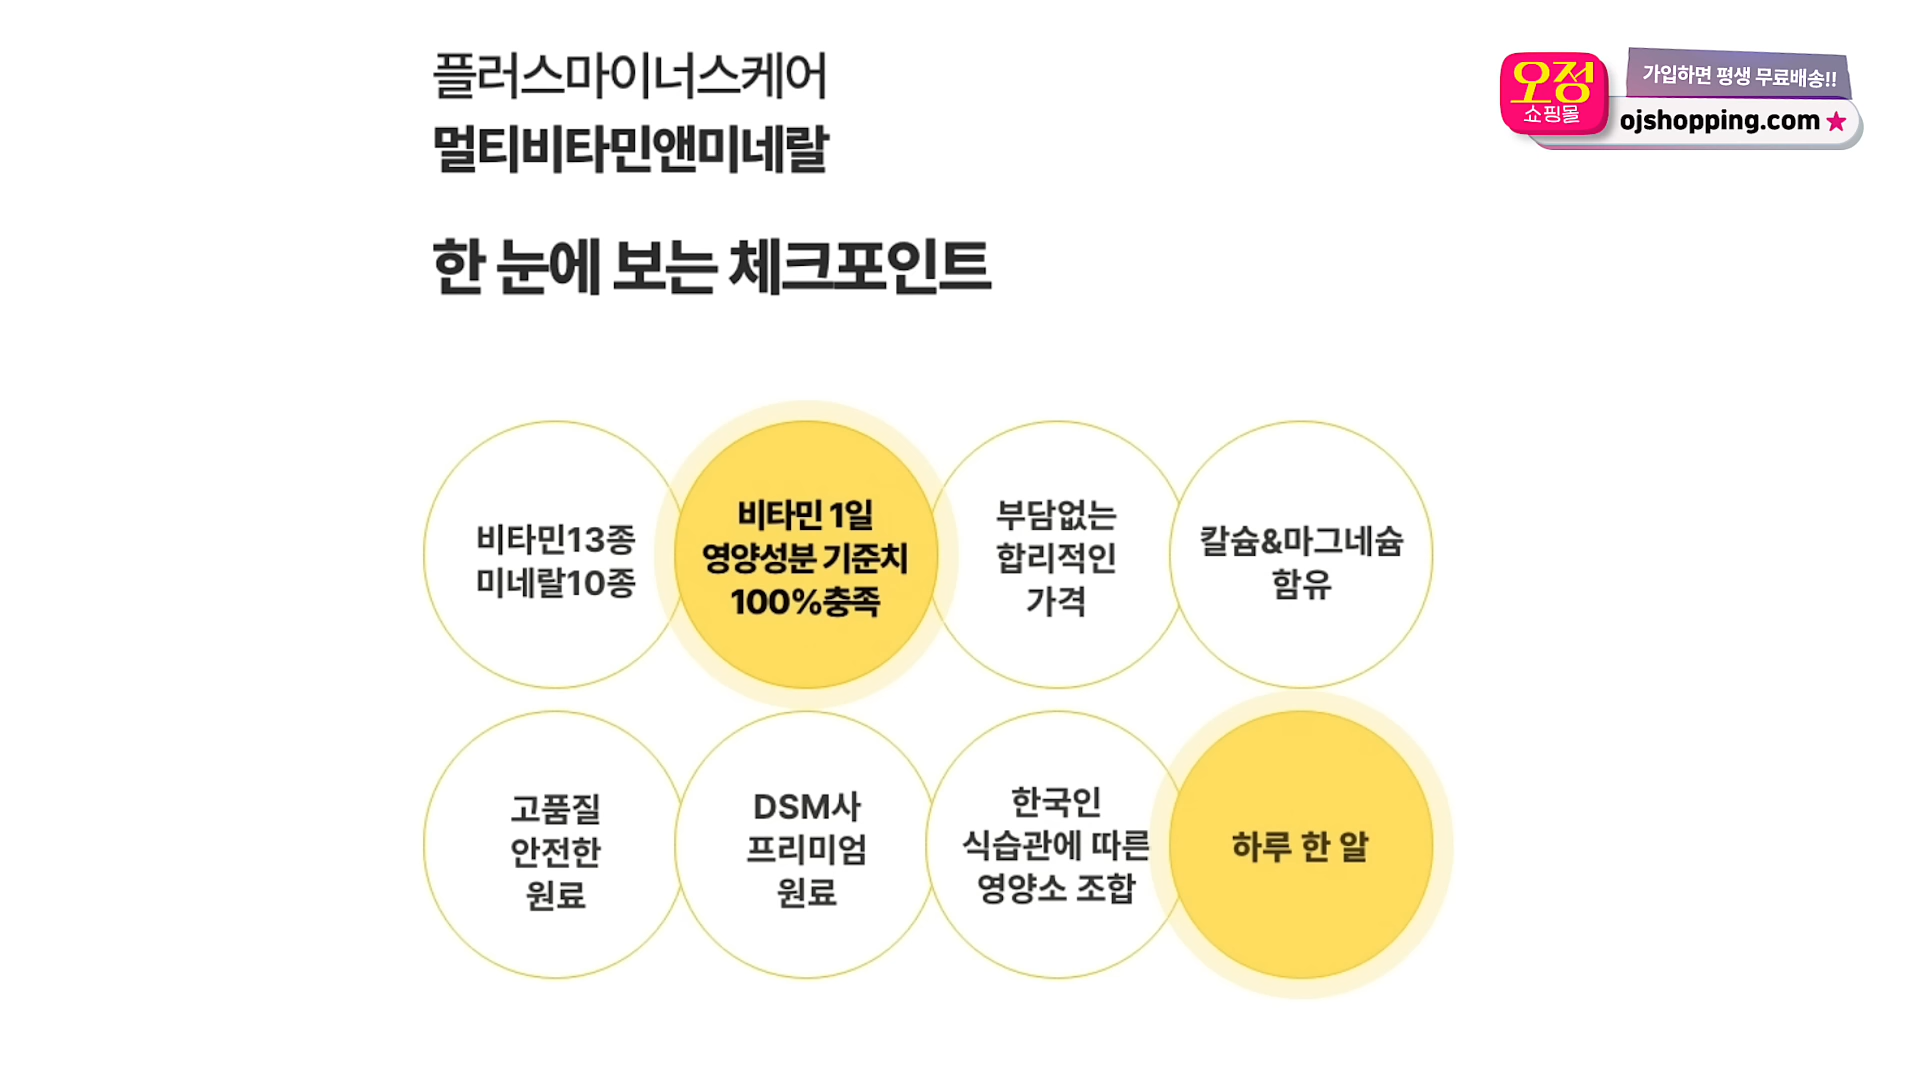 플러스마이너스케어
멀티비타민앤미네랄
한 눈에 보는 체크포인트
오정
쇼핑몰
가입하면 평생 무료배송!!
ojshopping.com
비타민13종
미네랄10종
비타민 1일
영양성분 기준치
100%충족
부담없는
합리적인
가격
칼슘&마그네슘
함유
고품질
안전한
원료
DSM사
프리미엄
원료
한국인
식습관에 따른
영양소 조합
하루 한 알